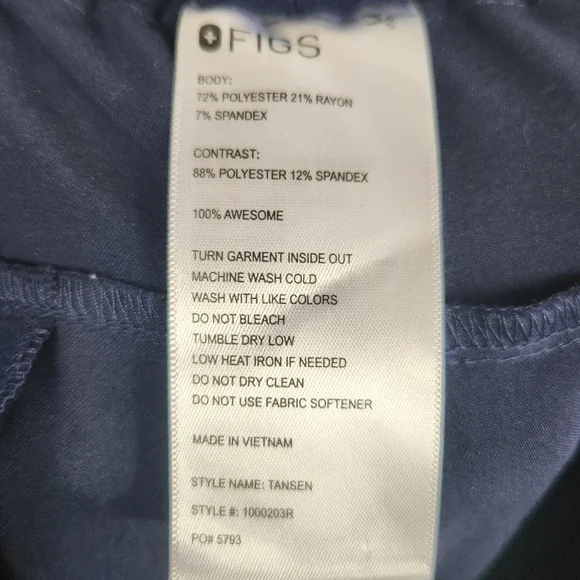 FIGS
BODY:
72% POLYESTER 21% RAYON
7% SPANDEX
CONTRAST:
88% POLYESTER 12% SPANDEX
100% AWESOME
TURN GARMENT INSIDE OUT
MACHINE WASH COLD
WASH WITH LIKE COLORS
DO NOT BLEACH
TUMBLE DRY LOW
LOW HEAT IRON IF NEEDED
DO NOT DRY CLEAN
DO NOT USE FABRIC SOFTENER
MADE IN VIETNAM
STYLE NAME: TANSEN
STYLE #: 1000203R
PO# 5793